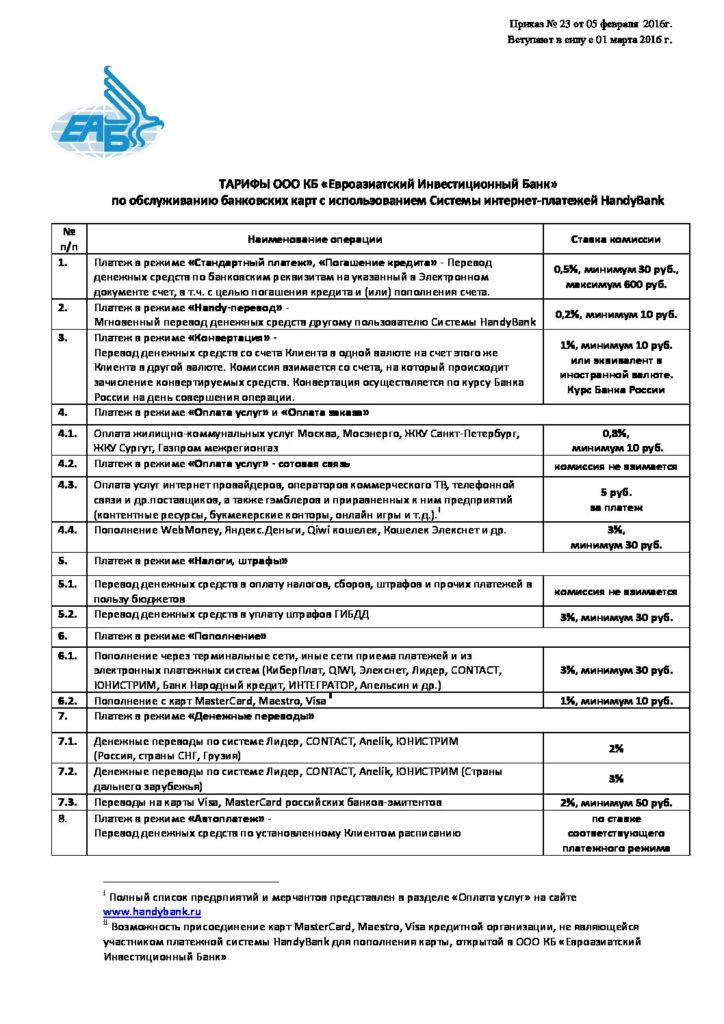 Приказ № 23 от 05 февраля 2016г.
Вступают в силу с 01 марта 2016 г.
ЕАБ
ТАРИФЫ ООО КБ «Евроазиатский Инвестиционный Банк»
по обслуживанию банковских карт с использованием Системы интернет-платежей HandyBank
№ п/п
Наименование операции
Ставка комиссии
1.
Платеж в режиме «Стандартный платеж», «Погашение кредита» - Перевод
денежных средств по банковским реквизитам на указанный в Электронном
документе счет, в т.ч. с целью погашения кредита и (или) пополнения счета.
0,5%, минимум 30 руб.,
максимум 600 руб.
2.
Платеж в режиме «Handy-перевод» -
Мгновенный перевод денежных средств другому пользователю Системы HandyBank
0,2%, минимум 10 руб.
3.
Платеж в режиме «Конвертация» -
Перевод денежных средств со счета Клиента в одной валюте на счет этого же
Клиента в другой валюте. Комиссия взимается со счета, на который происходит
зачисление конвертируемых средств. Конвертация осуществляется по курсу Банка
России на день совершения операции.
1%, минимум 10 руб.
или эквивалент в
иностранной валюте.
Курс Банка России
4.
Платеж в режиме «Оплата услуг» и «Оплата заказа»
4.1.
Оплата жилищно-коммунальных услуг Москва, Мосэнерго, ЖКУ Санкт-Петербург,
ЖКУ Сургут, Газпром межрегионгаз
0,8%,
минимум 10 руб.
4.2.
Платеж в режиме «Оплата услуг» - сотовая связь
комиссия не взимается
4.3.
Оплата услуг интернет провайдеров, операторов коммерческого ТВ, телефонной
связи и др.поставщиков, а также гэмблеров и приравненных к ним предприятий
(контентные ресурсы, букмекерские конторы, онлайн игры и т.д.).i
5 руб.
за платеж
4.4.
Пополнение WebMoney, Яндекс.Деньги, Qiwi кошелек, Кошелек Элекснет и др.
3%,
минимум 30 руб.
5.
Платеж в режиме «Налоги, штрафы»
5.1.
Перевод денежных средств в оплату налогов, сборов, штрафов и прочих платежей в
пользу бюджетов
комиссия не взимается
5.2.
Перевод денежных средств в уплату штрафов ГИБДД
3%, минимум 30 руб.
6.
Платеж в режиме «Пополнение»
6.1.
Пополнение через терминальные сети, иные сети приема платежей и из
электронных платежных систем (КиберПлат, QIWI, Элекснет, Лидер, CONTACT,
ЮНИСТРИМ, Банк Народный кредит, ИНТЕГРАТОР, Апельсин и др.)
3%, минимум 30 руб.
6.2.
Пополнение с карт MasterCard, Maestro, Visa ii
1%, минимум 10 руб.
7.
Платеж в режиме «Денежные переводы»
7.1.
Денежные переводы по системе Лидер, CONTACT, Anelik, ЮНИСТРИМ
(Россия, страны СНГ, Грузия)
2%
7.2.
Денежные переводы по системе Лидер, CONTACT, Anelik, ЮНИСТРИМ (Страны
дальнего зарубежья)
3%
7.3.
Переводы на карты Visa, MasterCard российских банков-эмитентов
2%, минимум 50 руб.
8.
Платеж в режиме «Автоплатеж» -
Перевод денежных средств по установленному Клиентом расписанию
по ставке
соответствующего
платежного режима
i Полный список предрпиятий и мерчантов представлен в разделе «Оплата услуг» на сайте
www.handybank.ru
ii Возможность присоединение карт MasterCard, Maestro, Visa кредитной организации, не являющейся
участником платежной системы HandyBank для пополнения карты, открытой в ООО КБ «Евроазиатский
Инвестиционный Банк»